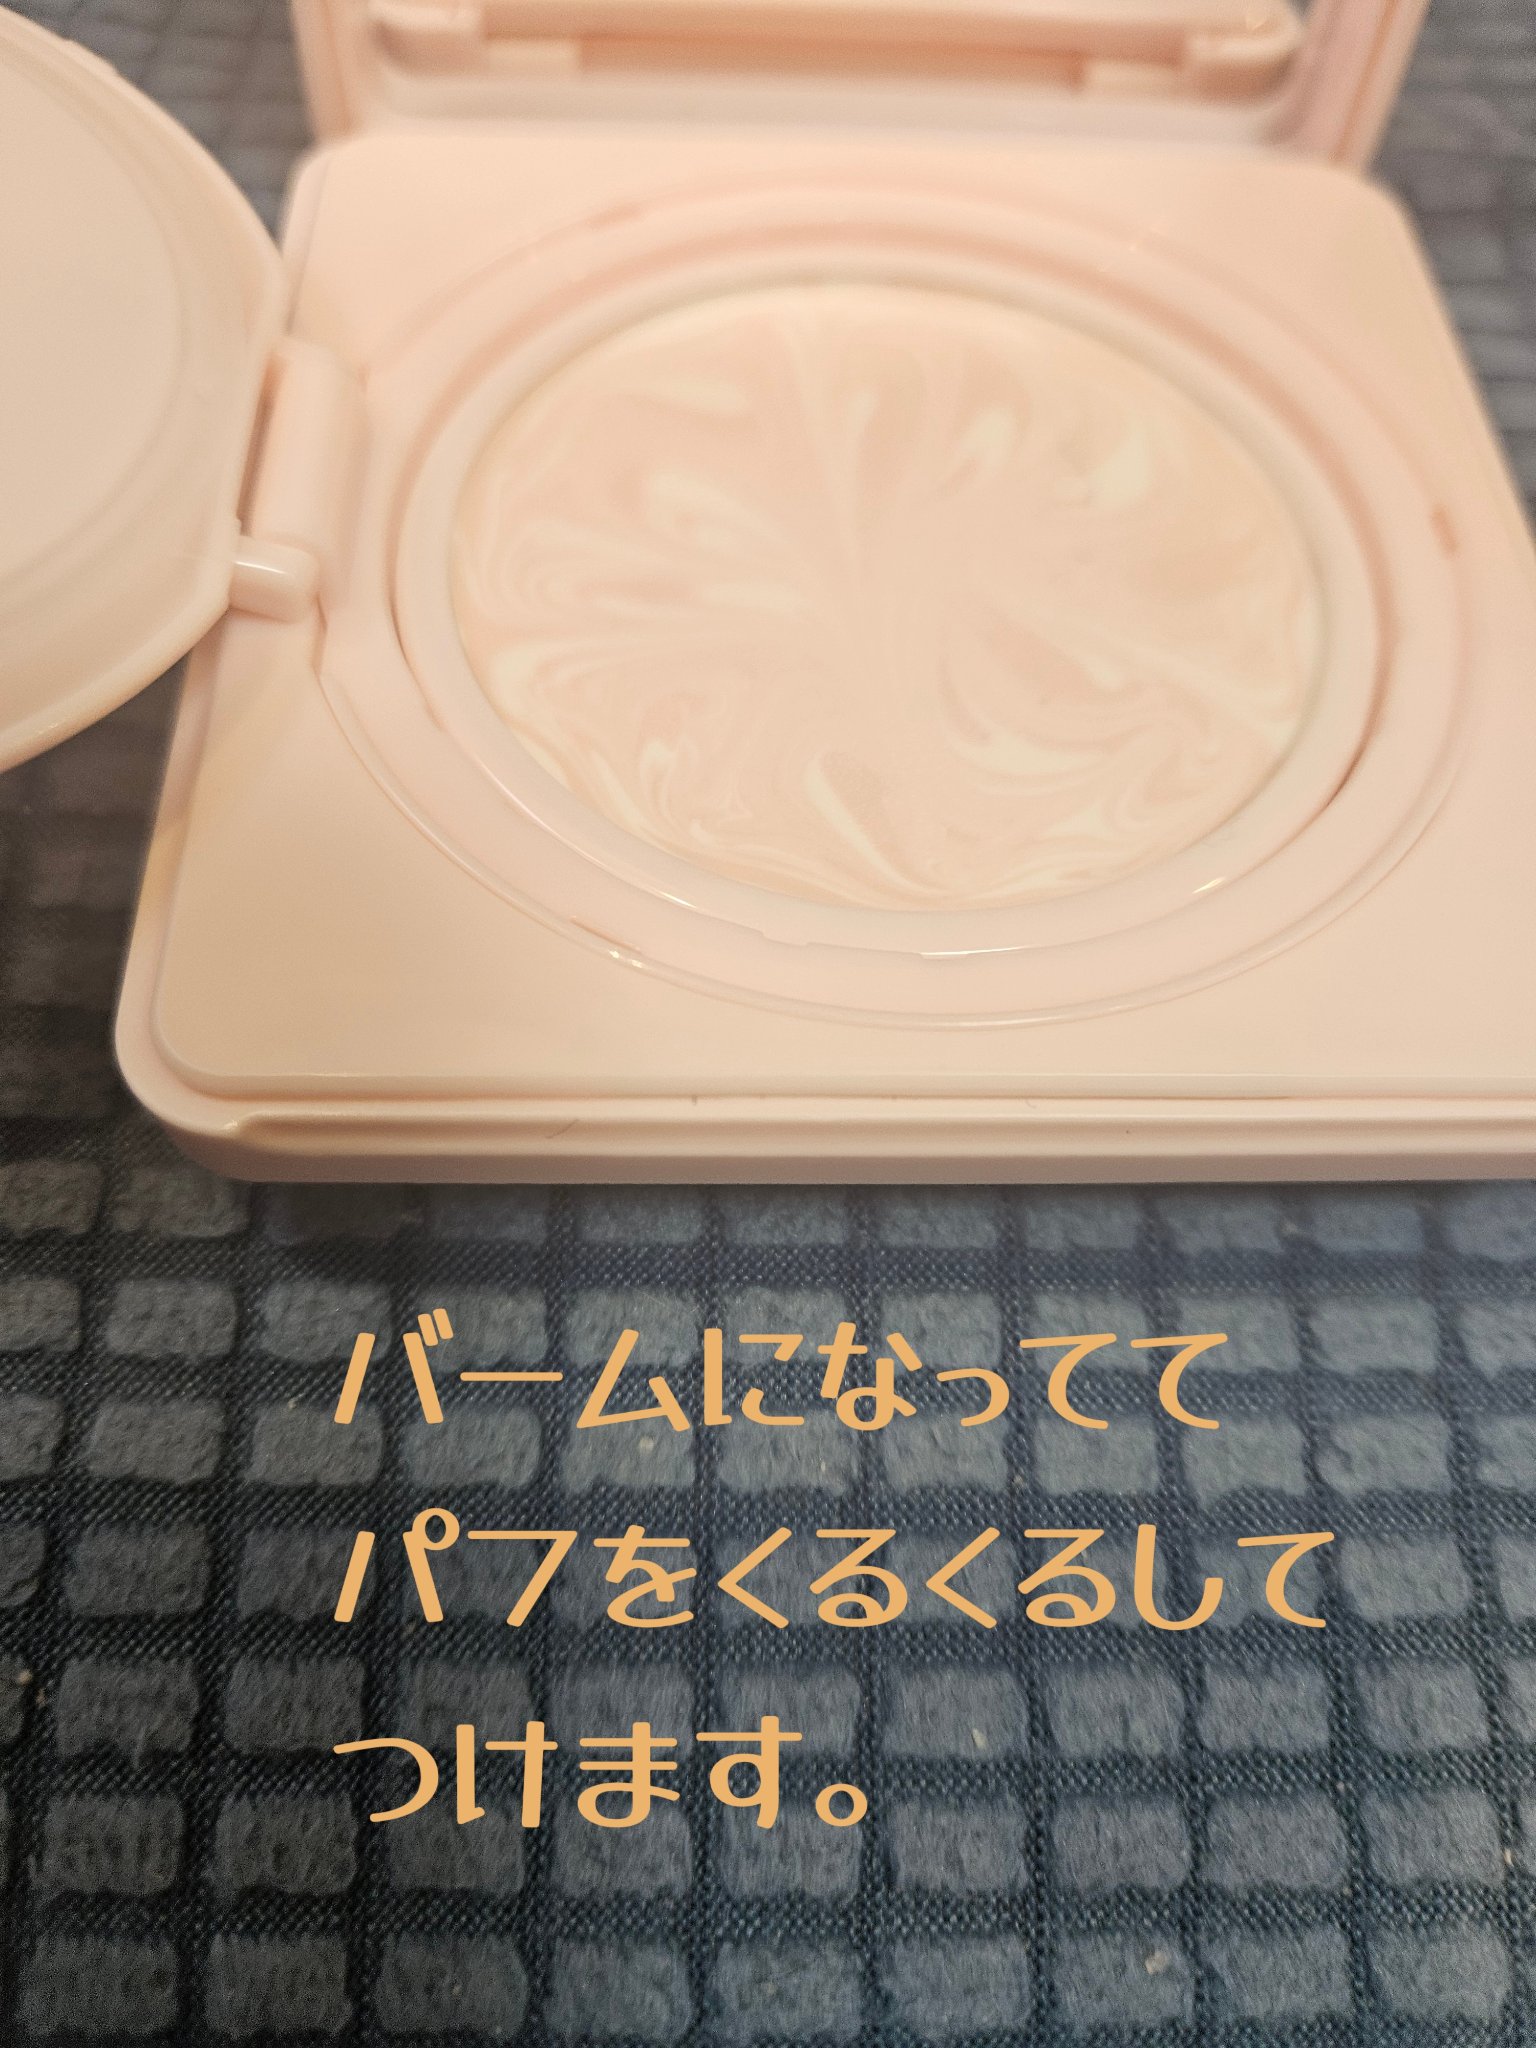 バームになってて
パフをくるくるして
つけます。